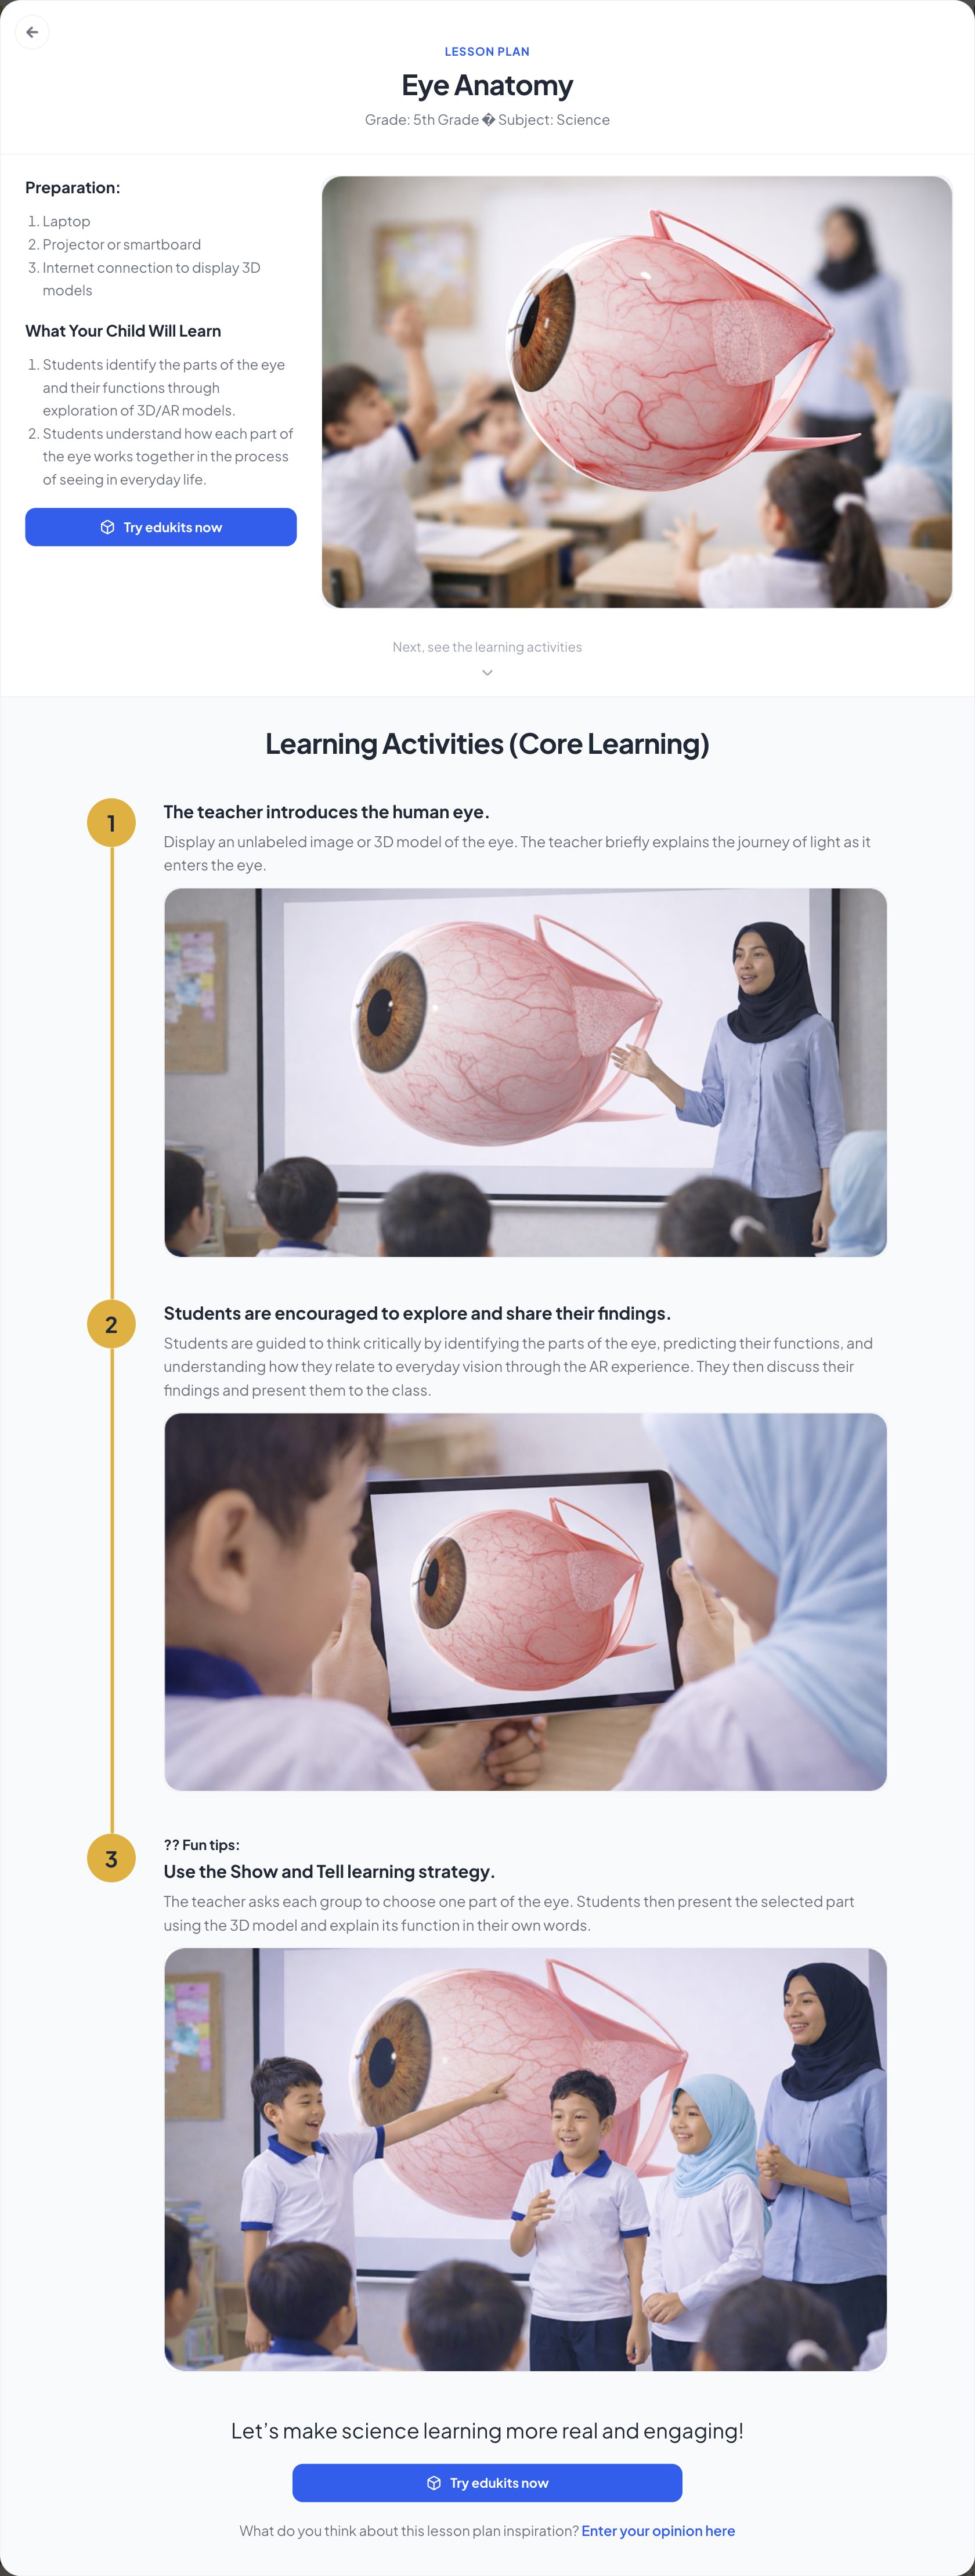 LESSON PLAN
Eye Anatomy
Grade: 5th Grade � Subject: Science
Preparation:
1. Laptop
2. Projector or smartboard
3. Internet connection to display 3D
models
What Your Child Will Learn
1. Students identify the parts of the eye
and their functions through
exploration of 3D/AR models.
2. Students understand how each part of
the eye works together in the process
of seeing in everyday life.
Try edukits now
Next, see the learning activities
Learning Activities (Core Learning)
1
The teacher introduces the human eye.
Display an unlabeled image or 3D model of the eye. The teacher briefly explains the journey of light as it
enters the eye.
2
Students are encouraged to explore and share their findings.
Students are guided to think critically by identifying the parts of the eye, predicting their functions, and
understanding how they relate to everyday vision through the AR experience. They then discuss their
findings and present them to the class.
3
?? Fun tips:
Use the Show and Tell learning strategy.
The teacher asks each group to choose one part of the eye. Students then present the selected part
using the 3D model and explain its function in their own words.
Let’s make science learning more real and engaging!
Try edukits now
What do you think about this lesson plan inspiration? Enter your opinion here